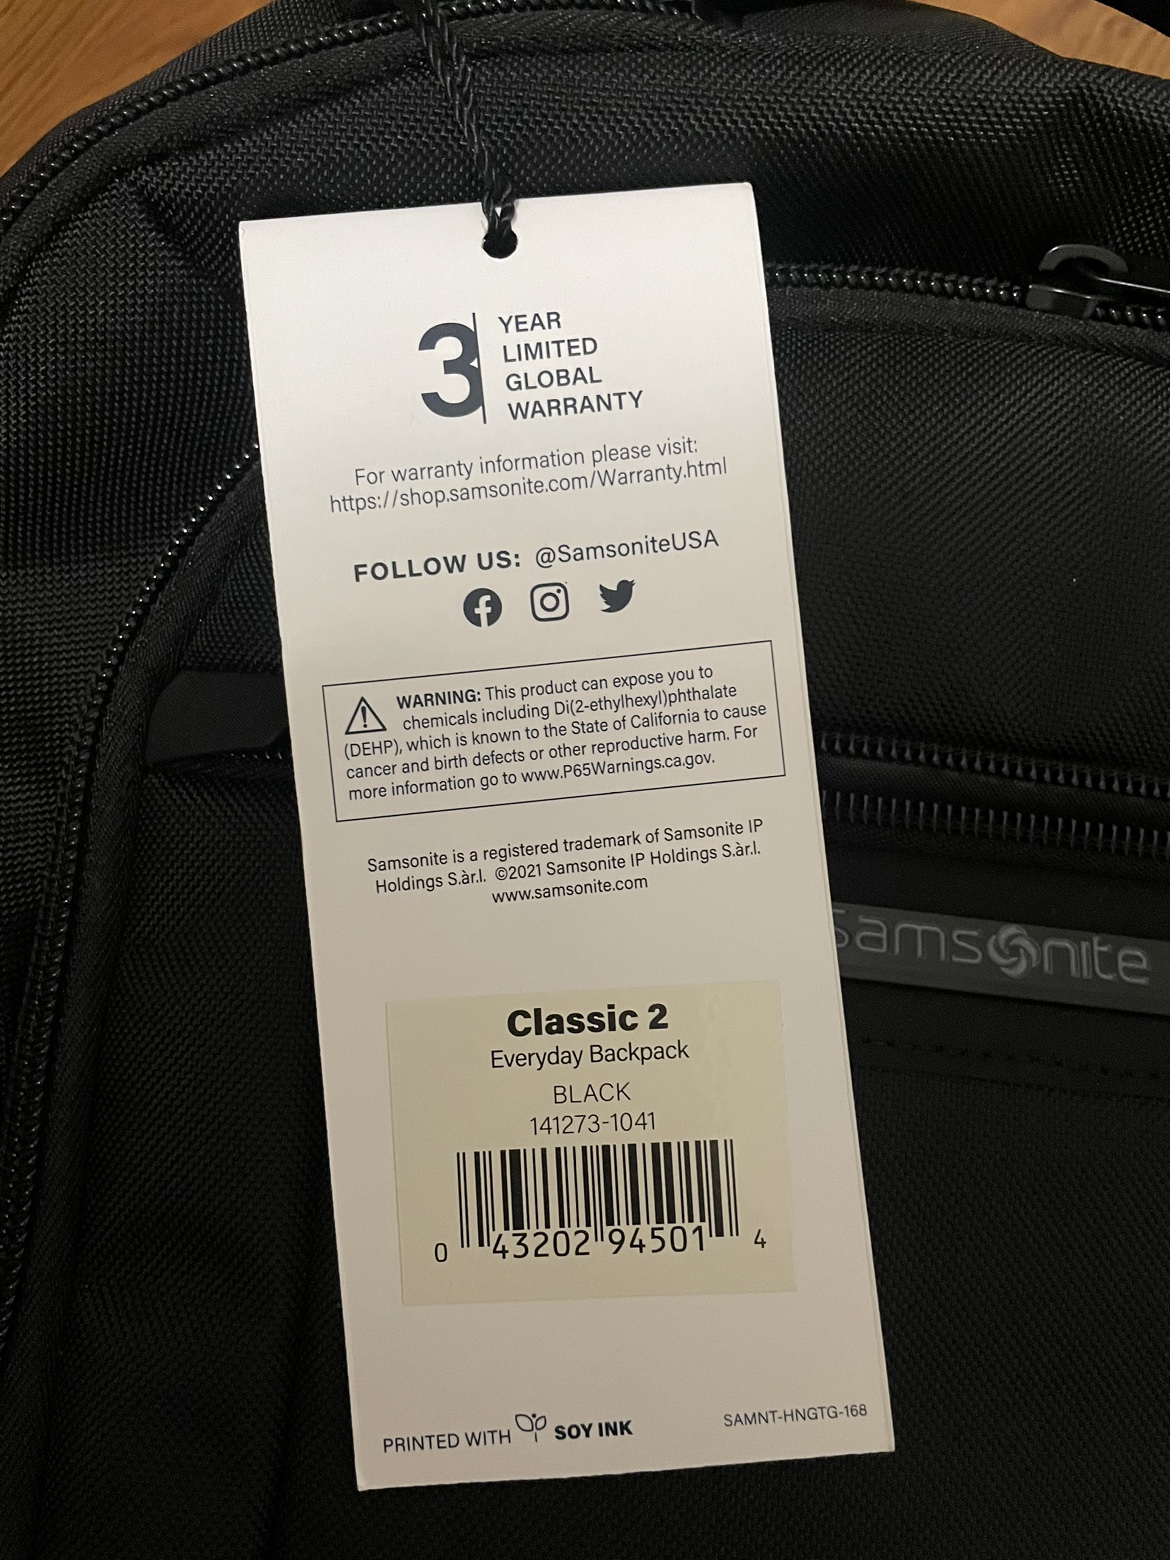 3 YEAR
LIMITED
GLOBAL
WARRANTY
For warranty information please visit:
https://shop.samsonite.com/Warranty.html
FOLLOW US: @SamsoniteUSA
WARNING: This product can expose you to
chemicals including Di(2-ethylhexyl)phthalate
(DEHP), which is known to the State of California to cause
cancer and birth defects or other reproductive harm. For
more information go to www.P65Warnings.ca.gov.
Samsonite is a registered trademark of Samsonite IP
Holdings S.àr.l. ©2021 Samsonite IP Holdings S.àr.l.
www.samsonite.com
Samsonite
Classic 2
Everyday Backpack
BLACK
141273-1041
0 43202 94501 4
PRINTED WITH SOY INK
SAMNT-HNGTG-168